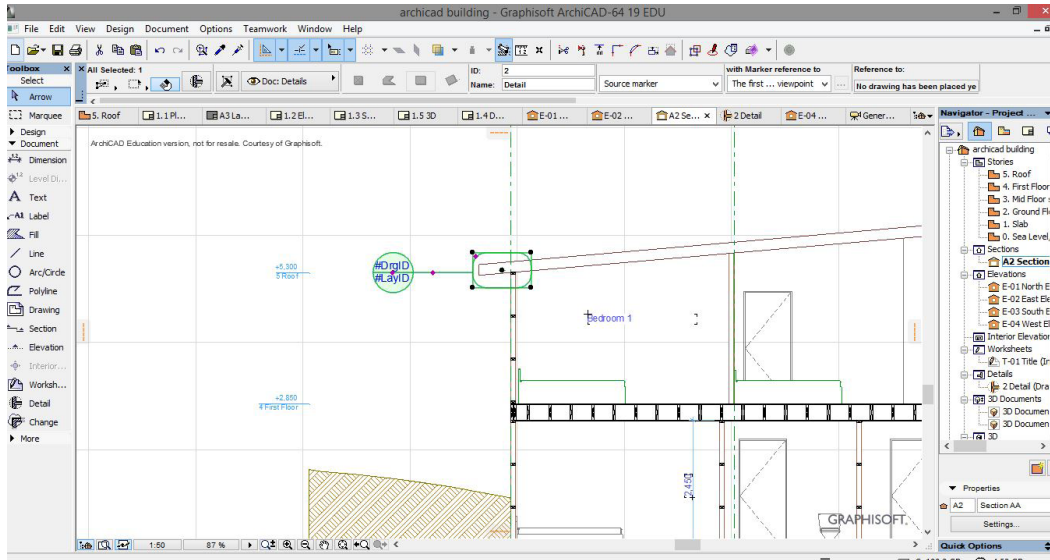 archicad building - Graphisoft ArchiCAD-64 19 EDU
File Edit View Design Document Options Teamwork Window Help
oolbox
All Selected: 1
ID: 2
with Marker reference to
Reference to:
Select
Doc: Details
Name: Detail
Source marker
The first ... viewpoint
No drawing has been placed ye
Arrow
Marquee
5. Roof
1.1 Pl...
A3 La...
1.2 El...
1.3 S...
1.5 3D
1.4 D...
E-01 ...
E-02 ...
A2 Se...
2 Detail
E-04 ...
Gener...
Navigator - Project ...
Design
Document
Dimension
Level Di...
Text
A1 Label
Fill
Line
Arc/Circle
Polyline
Drawing
Section
Elevation
Interior...
Worksh...
Detail
Change
More
ArchiCAD Education version, not for resale. Courtesy of Graphisoft.
+5,300
5 Roof
#DrgID
#LayID
Bedroom 1
+2,850
4 First Floor
2,450
GRAPHISOFT.
archicad building
Stories
5. Roof
4. First Floor
3. Mid Floor s
2. Ground Fl
1. Slab
0. Sea Level,
Sections
A2 Section
Elevations
E-01 North E
E-02 East Ele
E-03 South E
E-04 West El
Interior Elevation
Worksheets
T-01 Title (Ir
Details
2 Detail (Dra
3D Documents
3D Documen
3D Documen
3D
Properties
A2 Section AA
Settings...
1:50
87 %
Quick Options